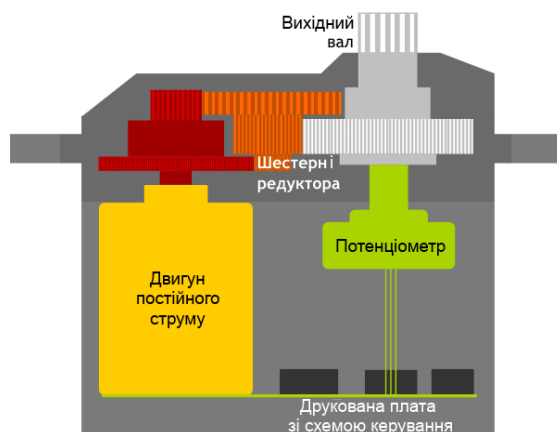 Вихідний
вал
Шестерні
редуктора
Потенціометр
Двигун
постійного
струму
Друкована плата
зі схемою керування